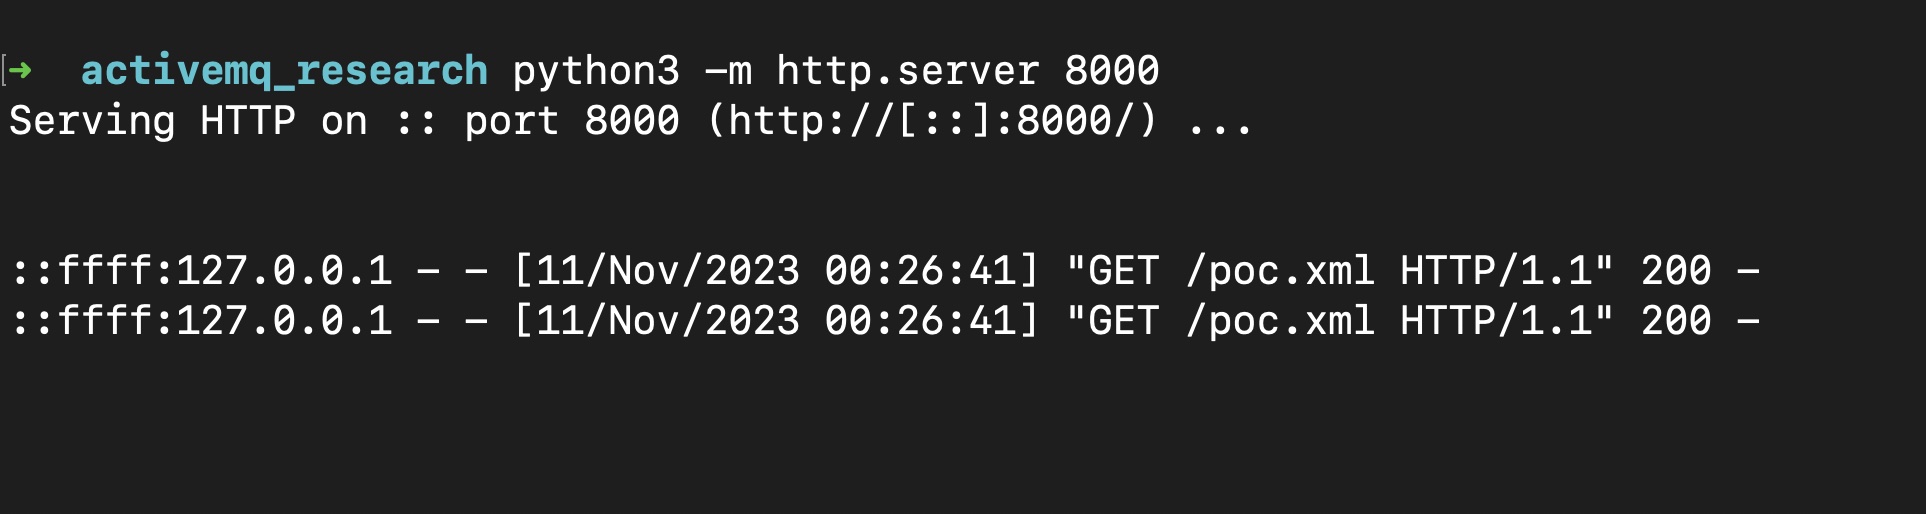 [➜  activemq_research python3 -m http.server 8000
Serving HTTP on :: port 8000 (http://[::]:8000/) ...
::ffff:127.0.0.1 - - [11/Nov/2023 00:26:41] "GET /poc.xml HTTP/1.1" 200 -
::ffff:127.0.0.1 - - [11/Nov/2023 00:26:41] "GET /poc.xml HTTP/1.1" 200 -